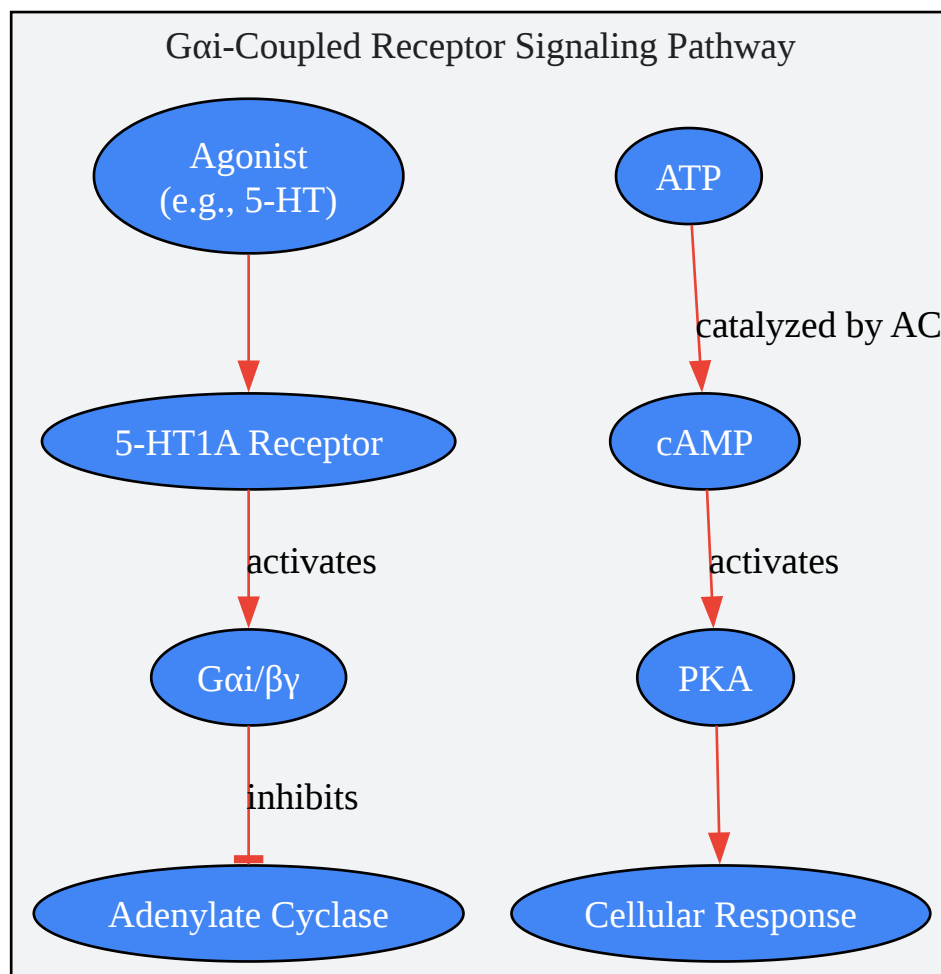 Gαi-Coupled Receptor Signaling Pathway
Agonist
(e.g., 5-HT)
5-HT1A Receptor
activates
Gαi/βγ
inhibits
Adenylate Cyclase
ATP
catalyzed by AC
cAMP
activates
PKA
Cellular Response